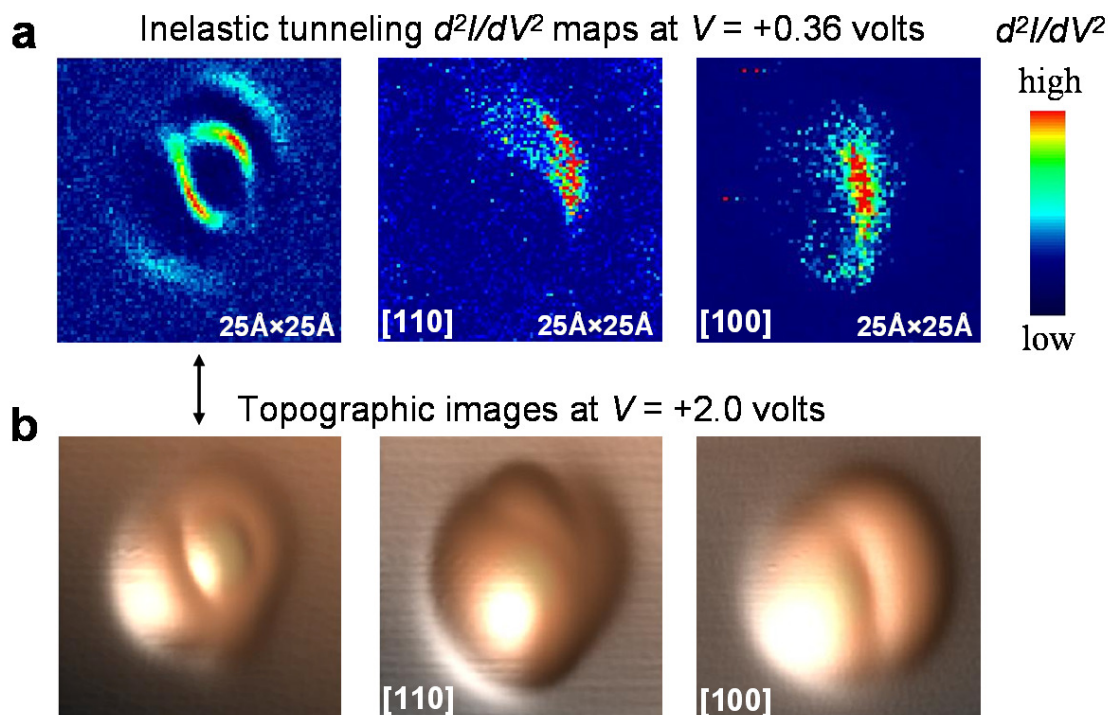 a Inelastic tunneling d²I/dV² maps at V = +0.36 volts d²I/dV²
high
25Å×25Å [110] 25Å×25Å [100] 25Å×25Å
low
b Topographic images at V = +2.0 volts
[110] [100]